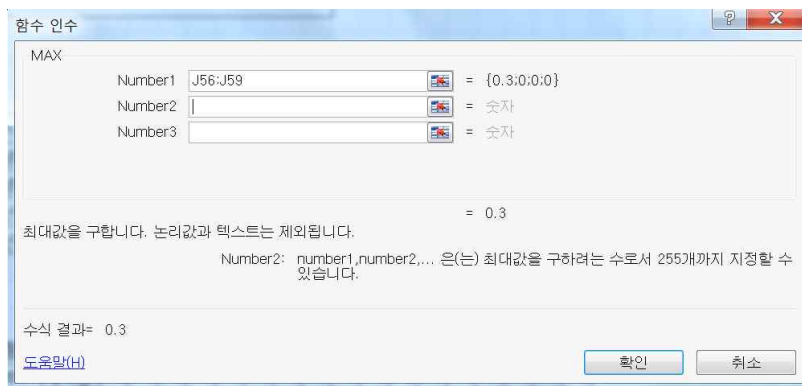 함수 인수
MAX
Number1 J56:J59 = {0.3;0;0;0}
Number2 = 숫자
Number3 = 숫자
= 0.3
최대값을 구합니다. 논리값과 텍스트는 제외됩니다.
Number2: number1,number2,... 은(는) 최대값을 구하려는 수로서 255개까지 지정할 수
있습니다.
수식 결과= 0.3
도움말(H) 확인 취소